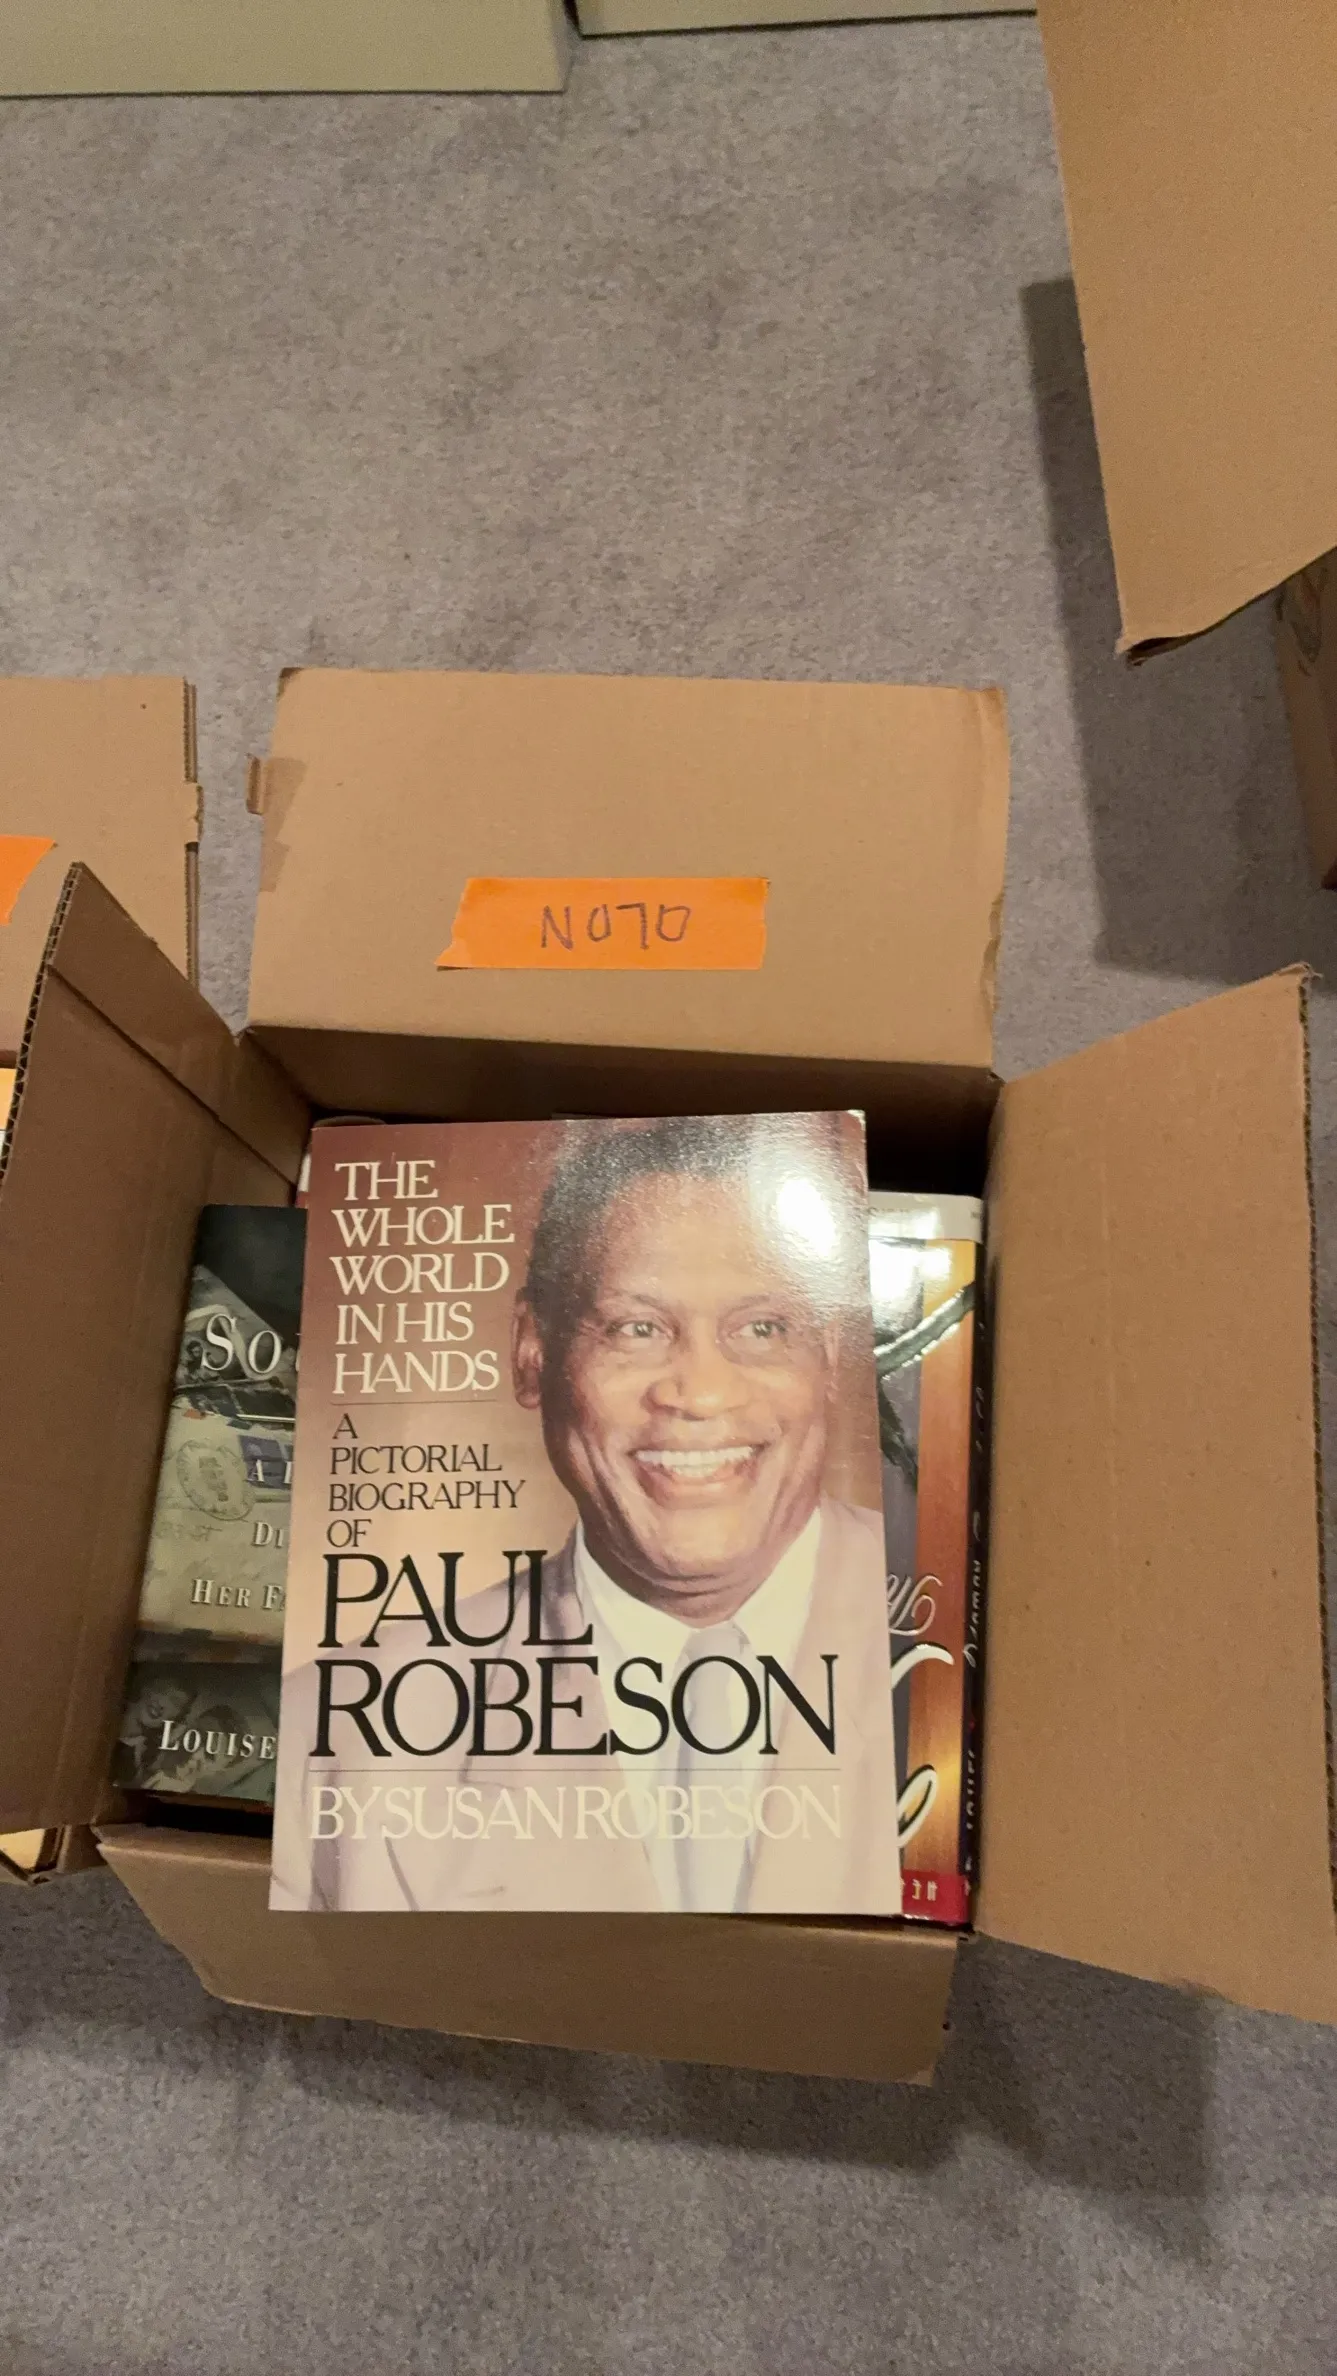 N070
THE
WHOLE
WORLD
IN HIS
HANDS
A
PICTORIAL
BIOGRAPHY
OF
PAUL
ROBESON
BY SUSAN ROBESON
HER
LOUISE